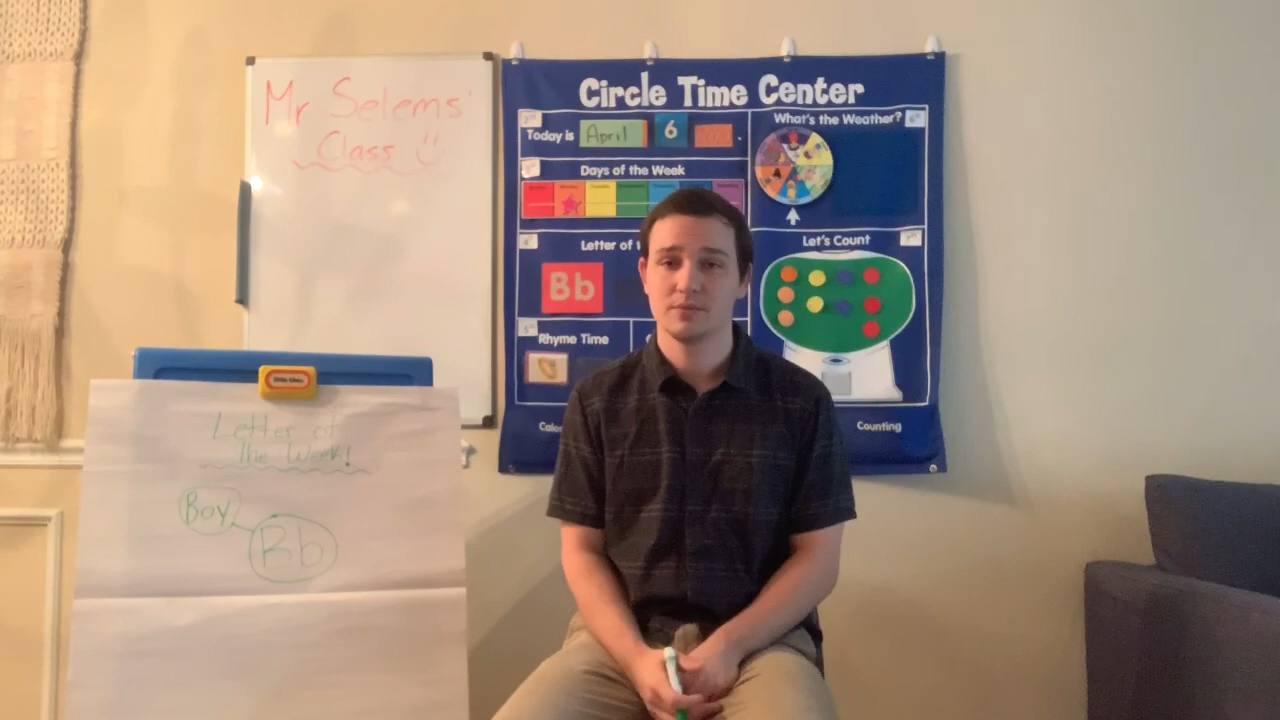 Mr Selems'
Class
Circle Time Center
Today is
April
6
What's the Weather?
Days of the Week
Letter of
Bb
Let's Count
Rhyme Time
Counting
Letter of
The Week!
Boy
Bb